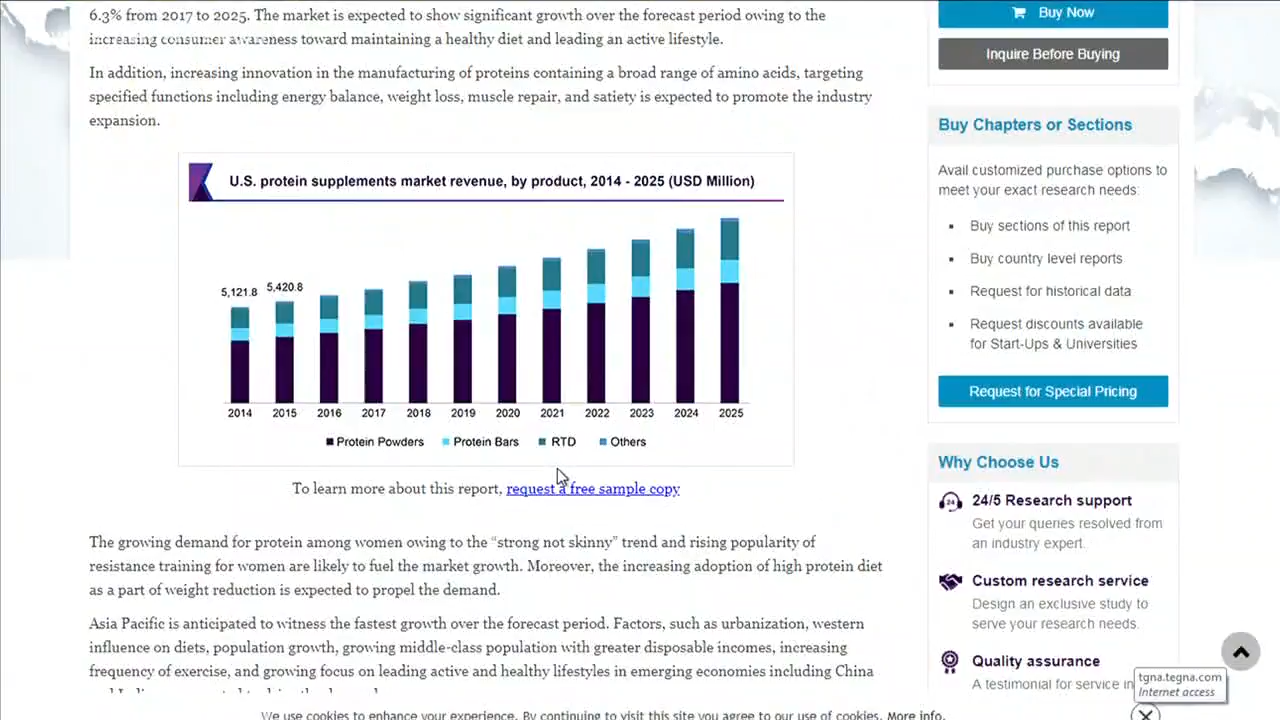 6.3% from 2017 to 2025. The market is expected to show significant growth over the forecast period owing to the
increasing consumer awareness toward maintaining a healthy diet and leading an active lifestyle.
In addition, increasing innovation in the manufacturing of proteins containing a broad range of amino acids, targeting
specified functions including energy balance, weight loss, muscle repair, and satiety is expected to promote the industry
expansion.
U.S. protein supplements market revenue, by product, 2014 - 2025 (USD Million)
5,121.8 5,420.8
2014 2015 2016 2017 2018 2019 2020 2021 2022 2023 2024 2025
Protein Powders Protein Bars RTD Others
To learn more about this report, request a free sample copy
The growing demand for protein among women owing to the “strong not skinny” trend and rising popularity of
resistance training for women are likely to fuel the market growth. Moreover, the increasing adoption of high protein diet
as a part of weight reduction is expected to propel the demand.
Asia Pacific is anticipated to witness the fastest growth over the forecast period. Factors, such as urbanization, western
influence on diets, population growth, growing middle-class population with greater disposable incomes, increasing
frequency of exercise, and growing focus on leading active and healthy lifestyles in emerging economies including China
Buy Now
Inquire Before Buying
Buy Chapters or Sections
Avail customized purchase options to
meet your exact research needs:
Buy sections of this report
Buy country level reports
Request for historical data
Request discounts available
for Start-Ups & Universities
Request for Special Pricing
Why Choose Us
24/5 Research support
Get your queries resolved from
an industry expert.
Custom research service
Design an exclusive study to
serve your research needs.
Quality assurance
A testimonial for service in
tgna.tegna.com
Internet access
We use cookies to enhance your experience. By continuing to visit this site you agree to our use of cookies. More info.